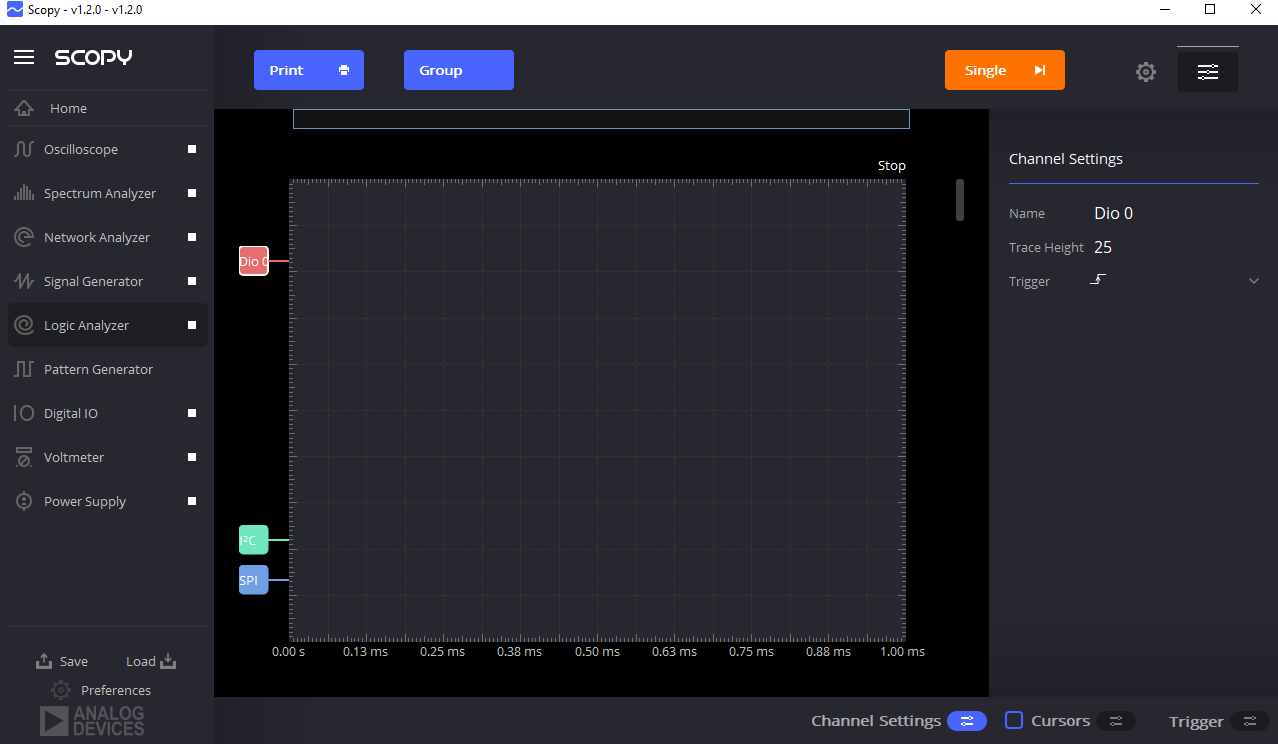 Scopy - v1.2.0 - v1.2.0
SCOPY
Print
Group
Single
Home
Oscilloscope
Spectrum Analyzer
Network Analyzer
Signal Generator
Logic Analyzer
Pattern Generator
Digital IO
Voltmeter
Power Supply
Save
Load
Preferences
ANALOG
DEVICES
Stop
Dio 0
I²C
SPI
0.00 s 0.13 ms 0.25 ms 0.38 ms 0.50 ms 0.63 ms 0.75 ms 0.88 ms 1.00 ms
Channel Settings
Name Dio 0
Trace Height 25
Trigger
Channel Settings
Cursors
Trigger